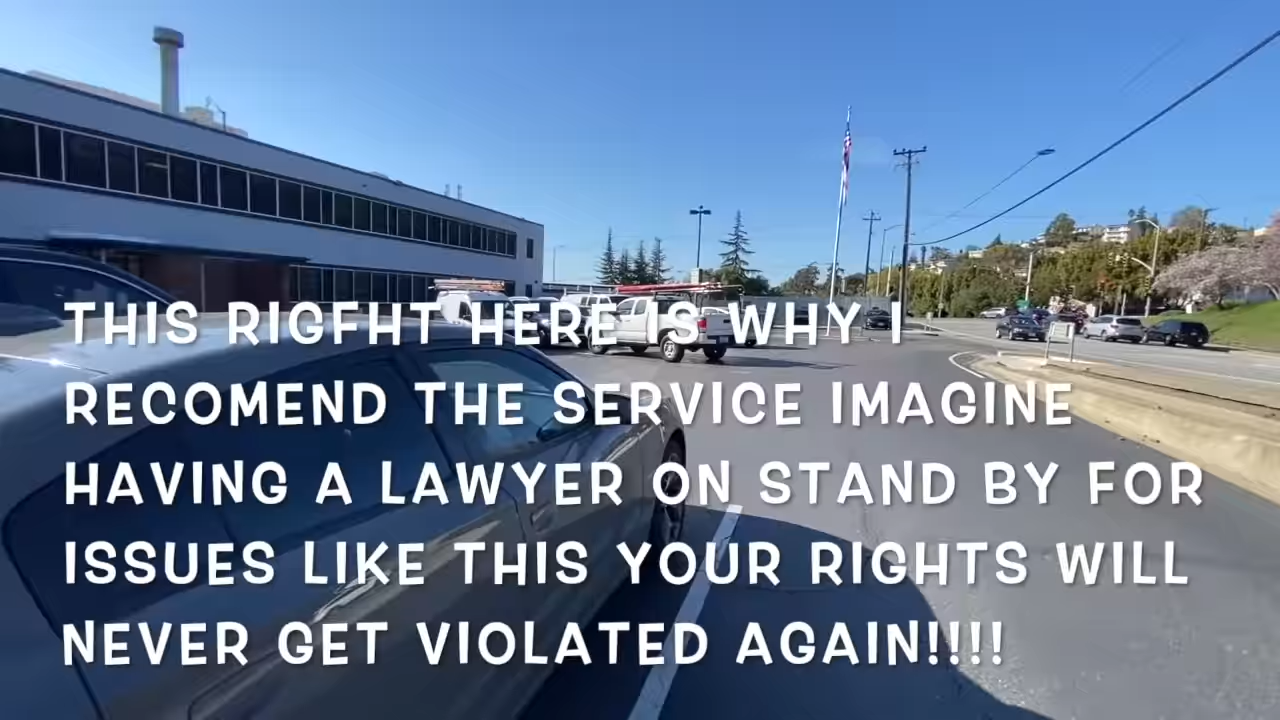 THIS RIGFHT HERE IS WHY I
RECOMEND THE SERVICE IMAGINE
HAVING A LAWYER ON STAND BY FOR
ISSUES LIKE THIS YOUR RIGHTS WILL
NEVER GET VIOLATED AGAIN!!!!